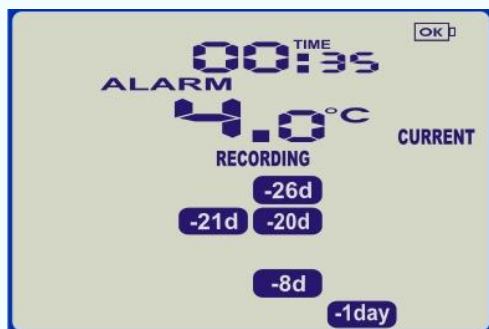 OK
TIME
00:35
ALARM
4.0°C
CURRENT
RECORDING
-26d
-21d -20d
-8d
-1day